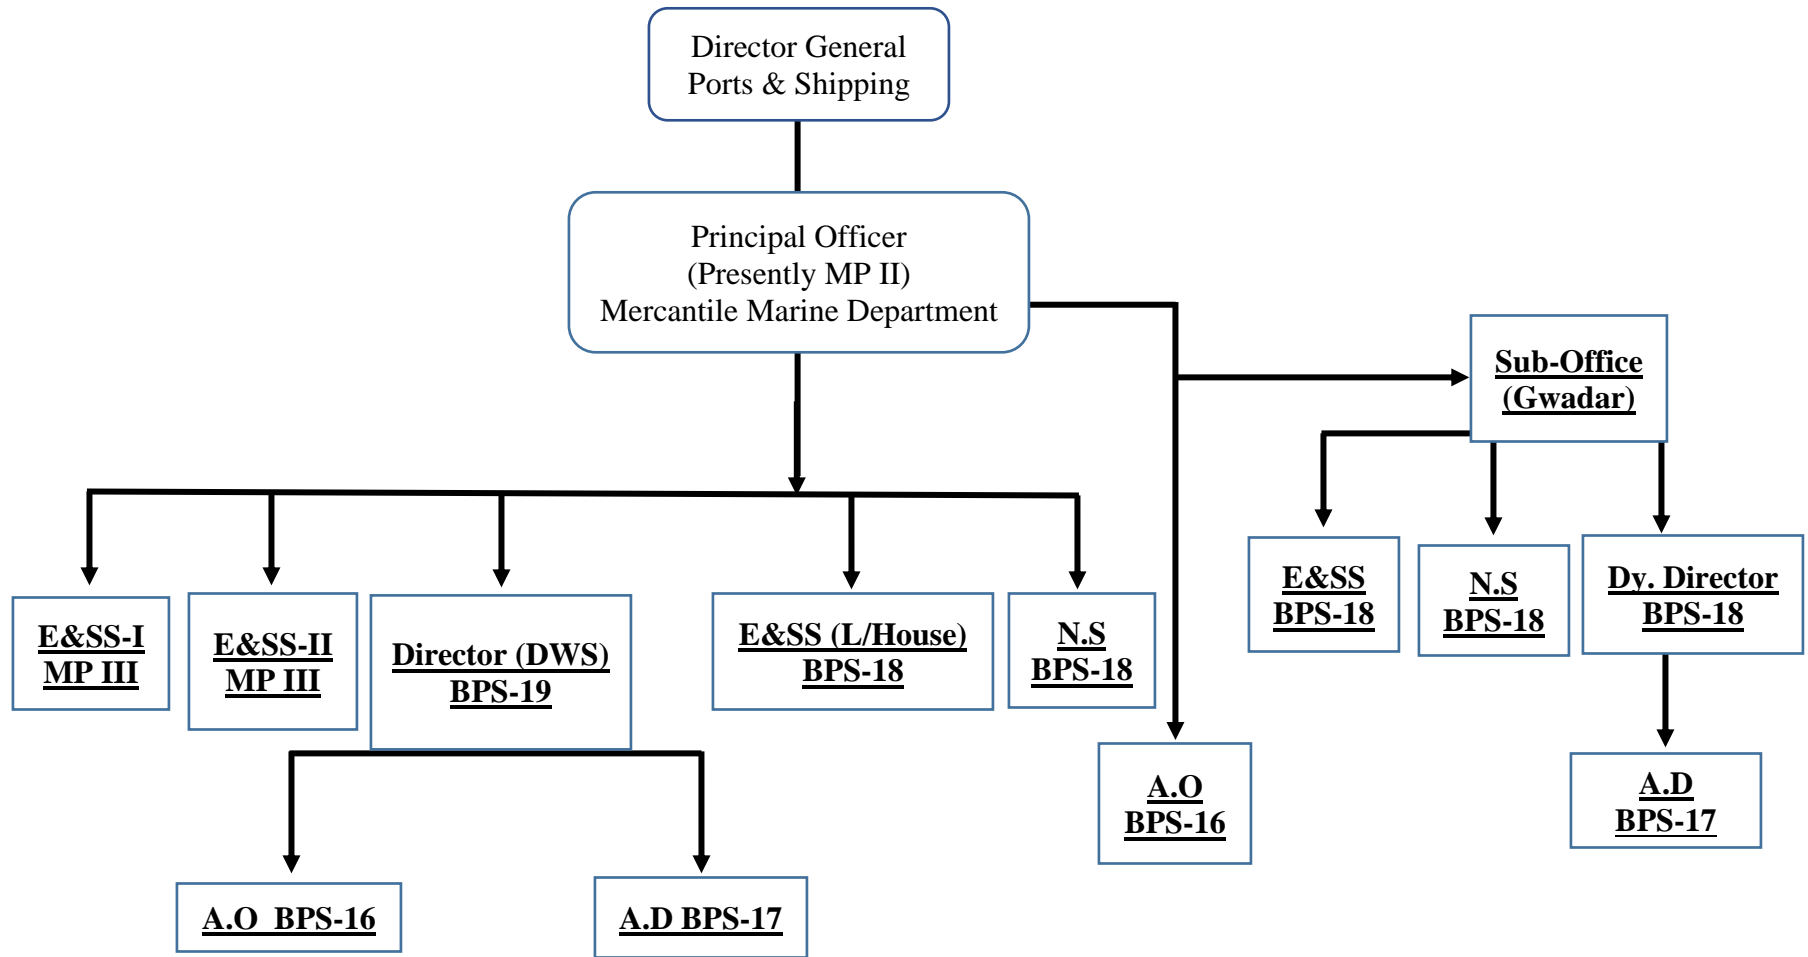 Director General
Ports & Shipping
Principal Officer
(Presently MP II)
Mercantile Marine Department
Sub-Office
(Gwadar)
E&SS-I
MP III
E&SS-II
MP III
Director (DWS)
BPS-19
E&SS (L/House)
BPS-18
N.S
BPS-18
E&SS
BPS-18
N.S
BPS-18
Dy. Director
BPS-18
A.O
BPS-16
A.D
BPS-17
A.O BPS-16
A.D BPS-17